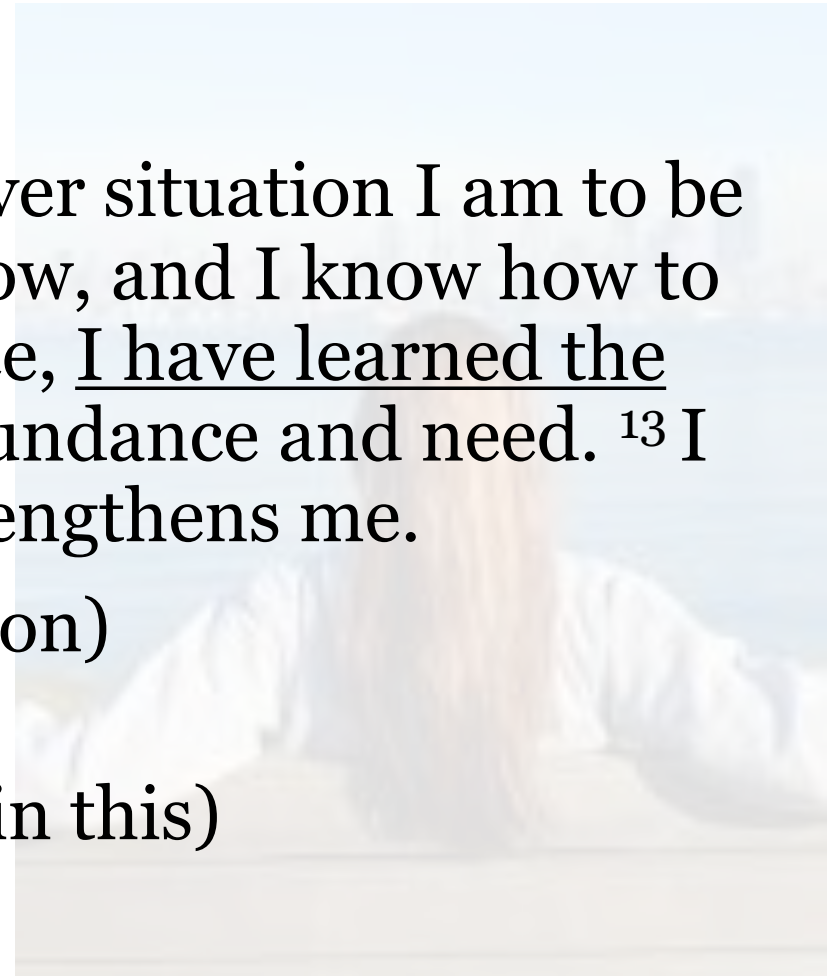 ver situation I am to be
ow, and I know how to
e, I have learned the
undance and need. ¹³ I
engthens me.
on)
in this)